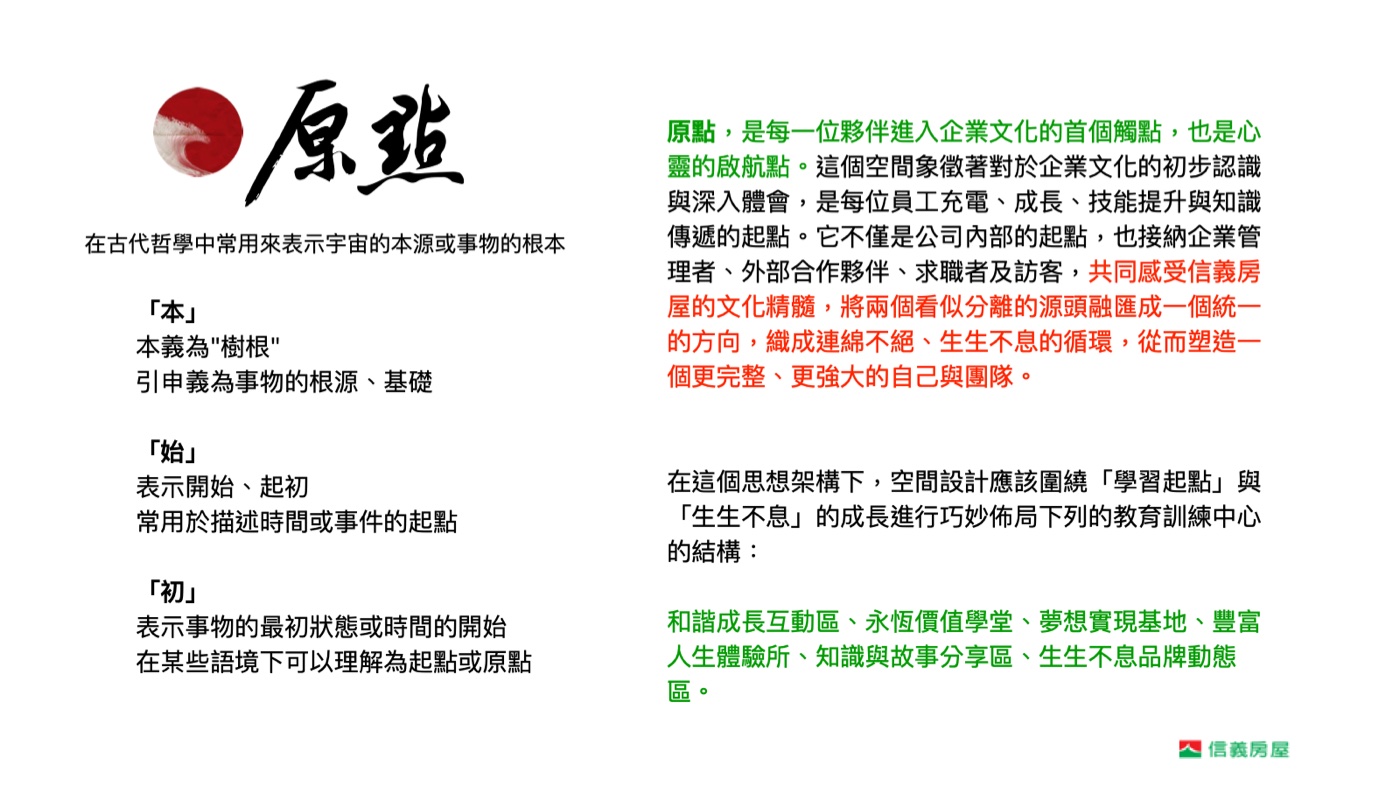 原點
在古代哲學中常用來表示宇宙的本源或事物的根本
「本」
本義為"樹根"
引申義為事物的根源、基礎
「始」
表示開始、起初
常用於描述時間或事件的起點
「初」
表示事物的最初狀態或時間的開始
在某些語境下可以理解為起點或原點
原點，是每一位夥伴進入企業文化的首個觸點，也是心
靈的啟航點。這個空間象徵著對於企業文化的初步認識
與深入體會，是每位員工充電、成長、技能提升與知識
傳遞的起點。它不僅是公司內部的起點，也接納企業管
理者、外部合作夥伴、求職者及訪客，共同感受信義房
屋的文化精髓，將兩個看似分離的源頭融匯成一個統一
的方向，織成連綿不絕、生生不息的循環，從而塑造一
個更完整、更強大的自己與團隊。
在這個思想架構下，空間設計應該圍繞「學習起點」與
「生生不息」的成長進行巧妙佈局下列的教育訓練中心
的結構：
和諧成長互動區、永恆價值學堂、夢想實現基地、豐富
人生體驗所、知識與故事分享區、生生不息品牌動態
區。
信義房屋